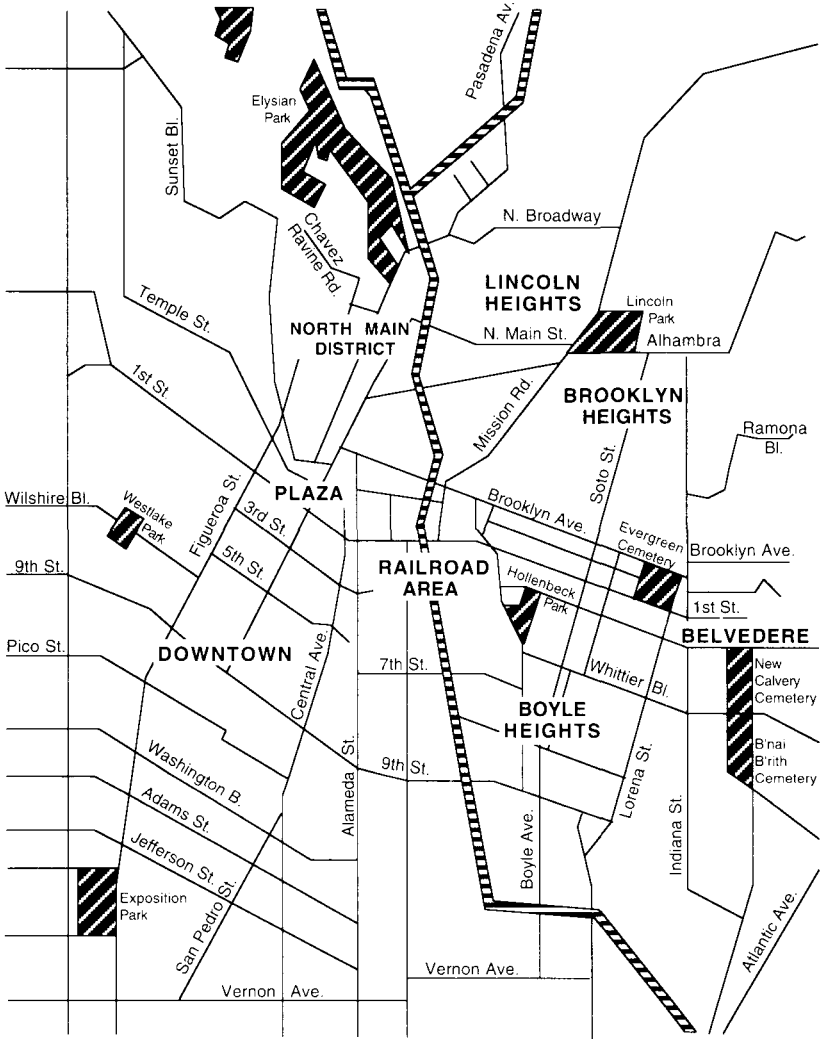 Pasadena Av.
Elysian
Park
Sunset Bl.
Chavez
Ravine Rd.
N. Broadway
LINCOLN
HEIGHTS
Lincoln
Park
Temple St.
NORTH MAIN
DISTRICT
N. Main St.
Alhambra
1st St.
Mission Rd.
BROOKLYN
HEIGHTS
Ramona
Bl.
Soto St.
PLAZA
Wilshire Bl.
Westlake
Park
Figueroa St.
3rd St.
Brooklyn Ave.
Evergreen
Cemetery
Brooklyn Ave.
5th St.
9th St.
RAILROAD
AREA
Hollenbeck
Park
1st St.
BELVEDERE
Pico St.
DOWNTOWN
Central Ave.
7th St.
Whittier Bl.
New
Calvery
Cemetery
BOYLE
HEIGHTS
B'nai
B'rith
Cemetery
Washington B.
Alameda St.
9th St.
Lorena St.
Adams St.
Jefferson St.
Boyle Ave.
Indiana St.
Exposition
Park
San Pedro St.
Atlantic Ave.
Vernon Ave.
Vernon Ave.